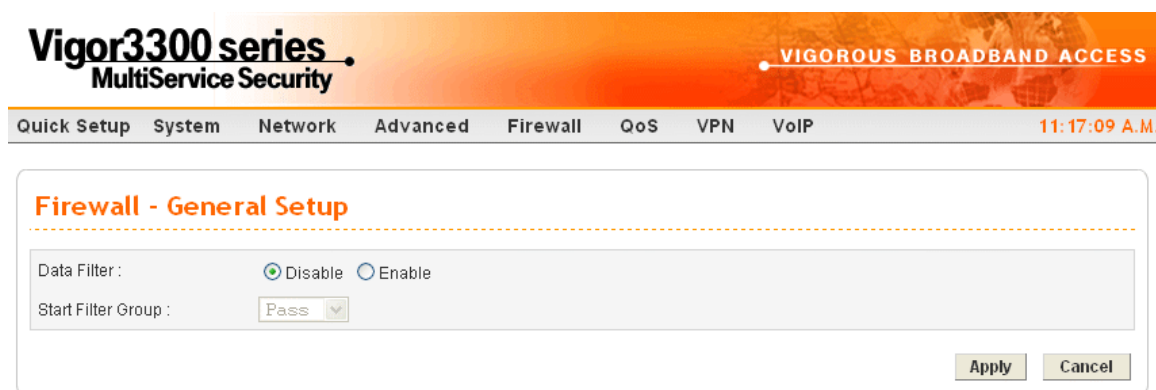 Vigor3300 series
MultiService Security
VIGOROUS BROADBAND ACCESS
Quick Setup System Network Advanced Firewall QoS VPN VoIP 11:17:09 A.M.
Firewall - General Setup
Data Filter : Disable Enable
Start Filter Group : Pass
Apply Cancel